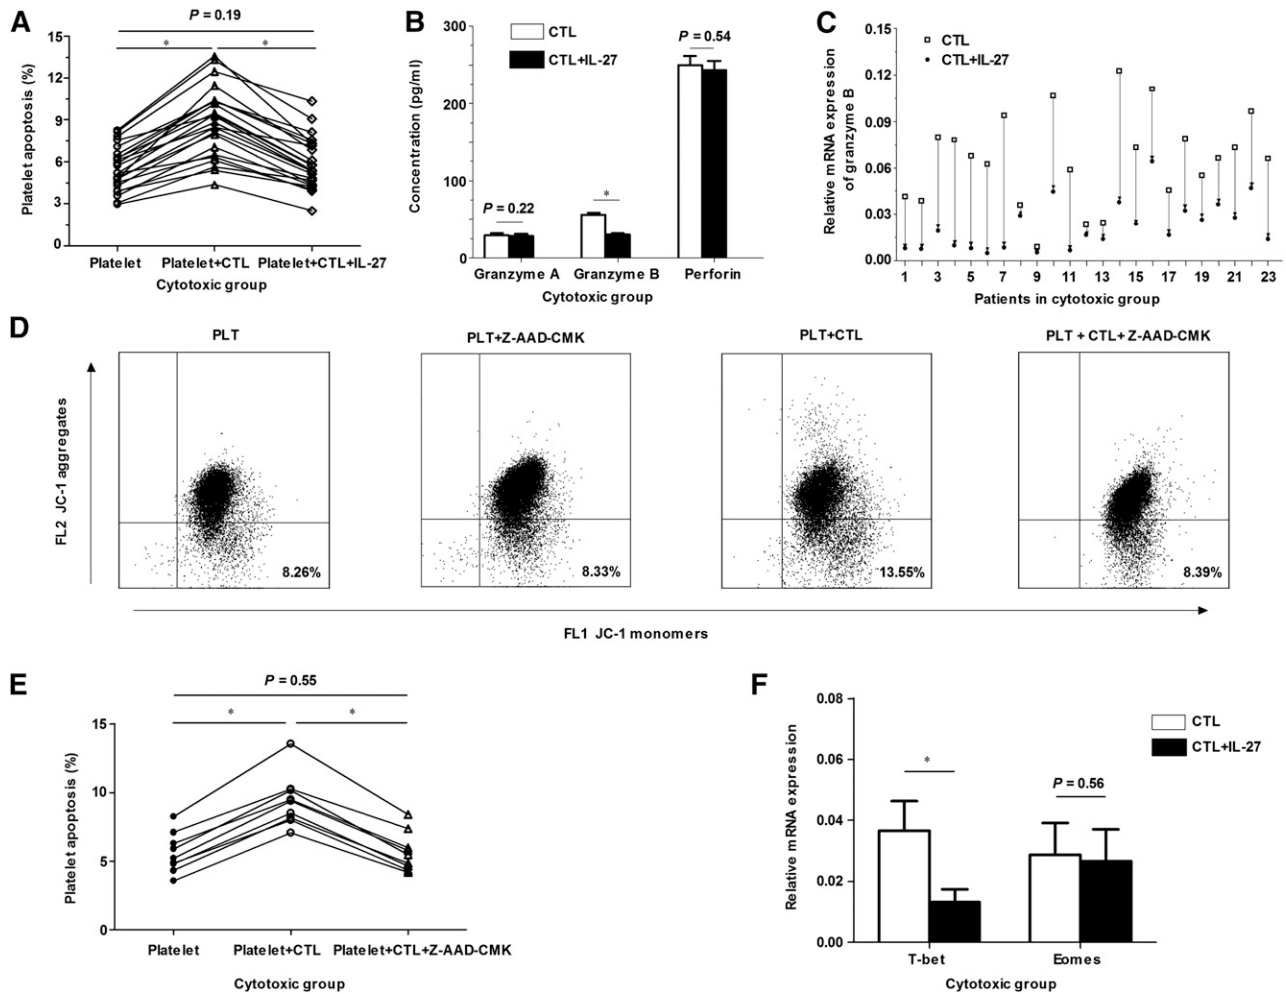 A
P = 0.19
*
*
Platelet apoptosis (%)
15
12
9
6
3
0
Platelet
Platelet+CTL
Platelet+CTL+IL-27
Cytotoxic group
B
CTL
CTL+IL-27
P = 0.54
P = 0.22
*
Concentration (pg/ml)
300
200
100
0
Granzyme A
Granzyme B
Perforin
Cytotoxic group
C
CTL
CTL+IL-27
Relative mRNA expression
of granzyme B
0.15
0.12
0.09
0.06
0.03
0.00
1 3 5 7 9 11 13 15 17 19 21 23
Patients in cytotoxic group
D
PLT
PLT+Z-AAD-CMK
PLT+CTL
PLT + CTL+ Z-AAD-CMK
FL2 JC-1 aggregates
8.26%
8.33%
13.55%
8.39%
FL1 JC-1 monomers
E
P = 0.55
*
*
Platelet apoptosis (%)
15
10
5
0
Platelet
Platelet+CTL
Platelet+CTL+Z-AAD-CMK
Cytotoxic group
F
CTL
CTL+IL-27
*
P = 0.56
Relative mRNA expression
0.08
0.06
0.04
0.02
0.00
T-bet
Eomes
Cytotoxic group